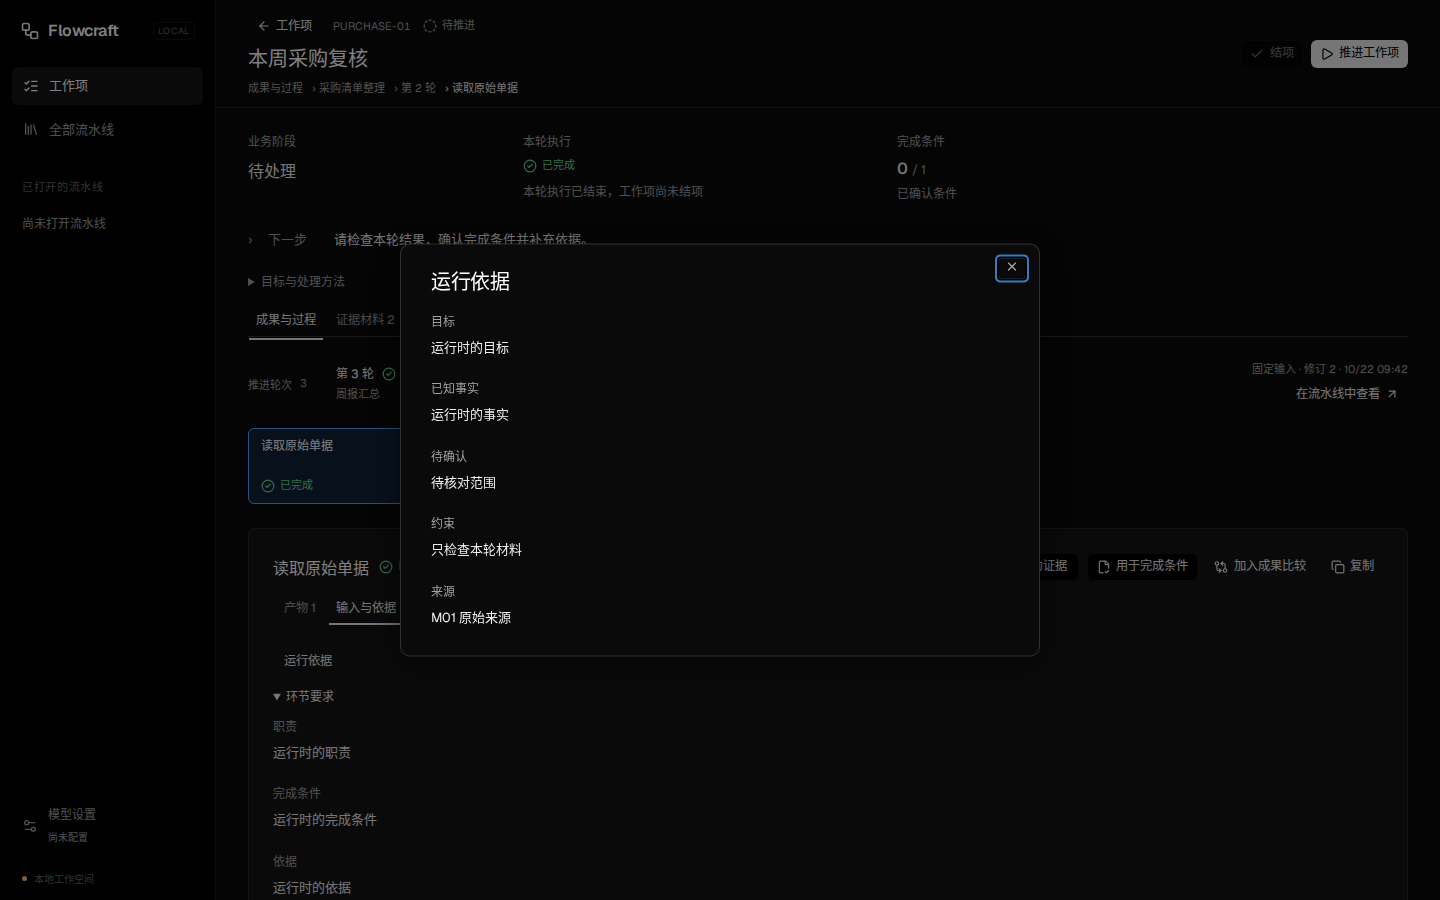 Flowcraft
LOCAL
工作项
全部流水线
已打开的流水线
尚未打开流水线
模型设置
尚未配置
本地工作空间
工作项
PURCHASE-01
待推进
本周采购复核
成果与过程 › 采购清单整理 › 第 2 轮 › 读取原始单据
结项
推进工作项
业务阶段
待处理
本轮执行
已完成
本轮执行已结束，工作项尚未结项
完成条件
0 / 1
已确认条件
› 下一步 请检查本轮结果，确认完成条件并补充依据。
目标与处理方法
成果与过程
证据材料 2
推进轮次 3
第 3 轮
周报汇总
固定输入 · 修订 2 · 10/22 09:42
在流水线中查看
读取原始单据
已完成
运行依据
目标
运行时的目标
已知事实
运行时的事实
待确认
待核对范围
约束
只检查本轮材料
来源
M01 原始来源
读取原始单据
证据
用于完成条件
加入成果比较
复制
产物 1
输入与依据
运行依据
环节要求
职责
运行时的职责
完成条件
运行时的完成条件
依据
运行时的依据